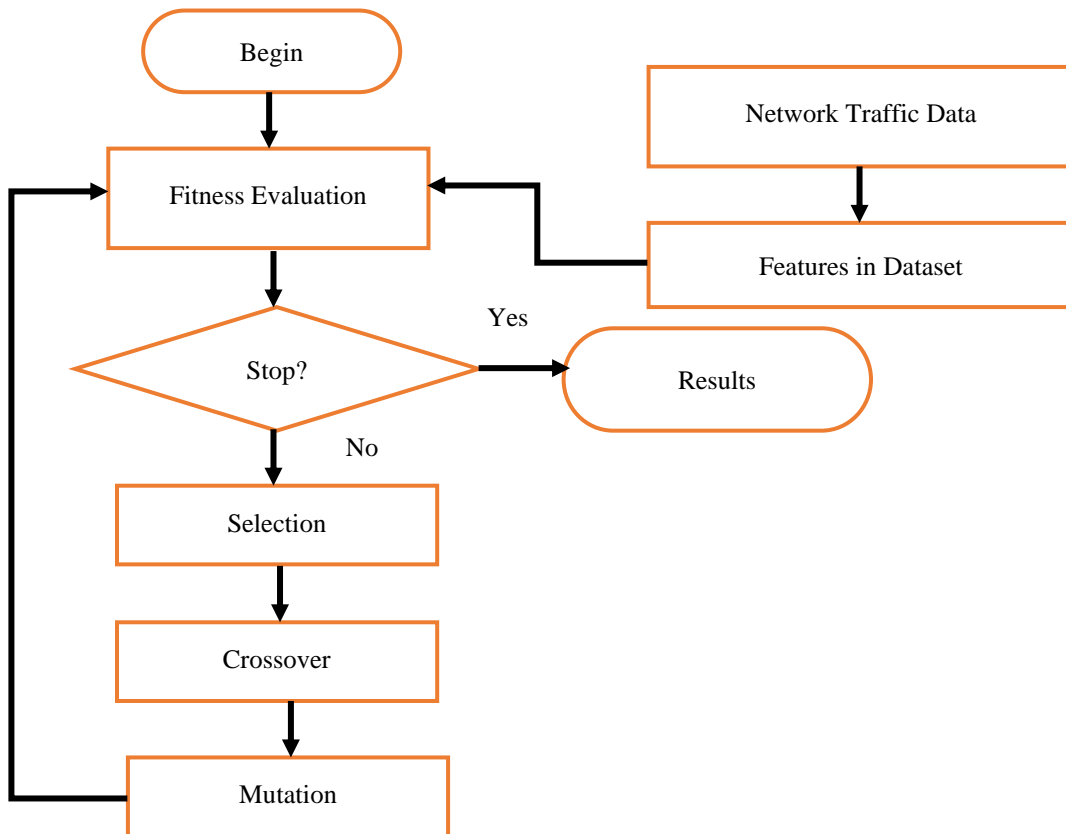 Begin
Network Traffic Data
Fitness Evaluation
Features in Dataset
Yes
Stop?
Results
No
Selection
Crossover
Mutation